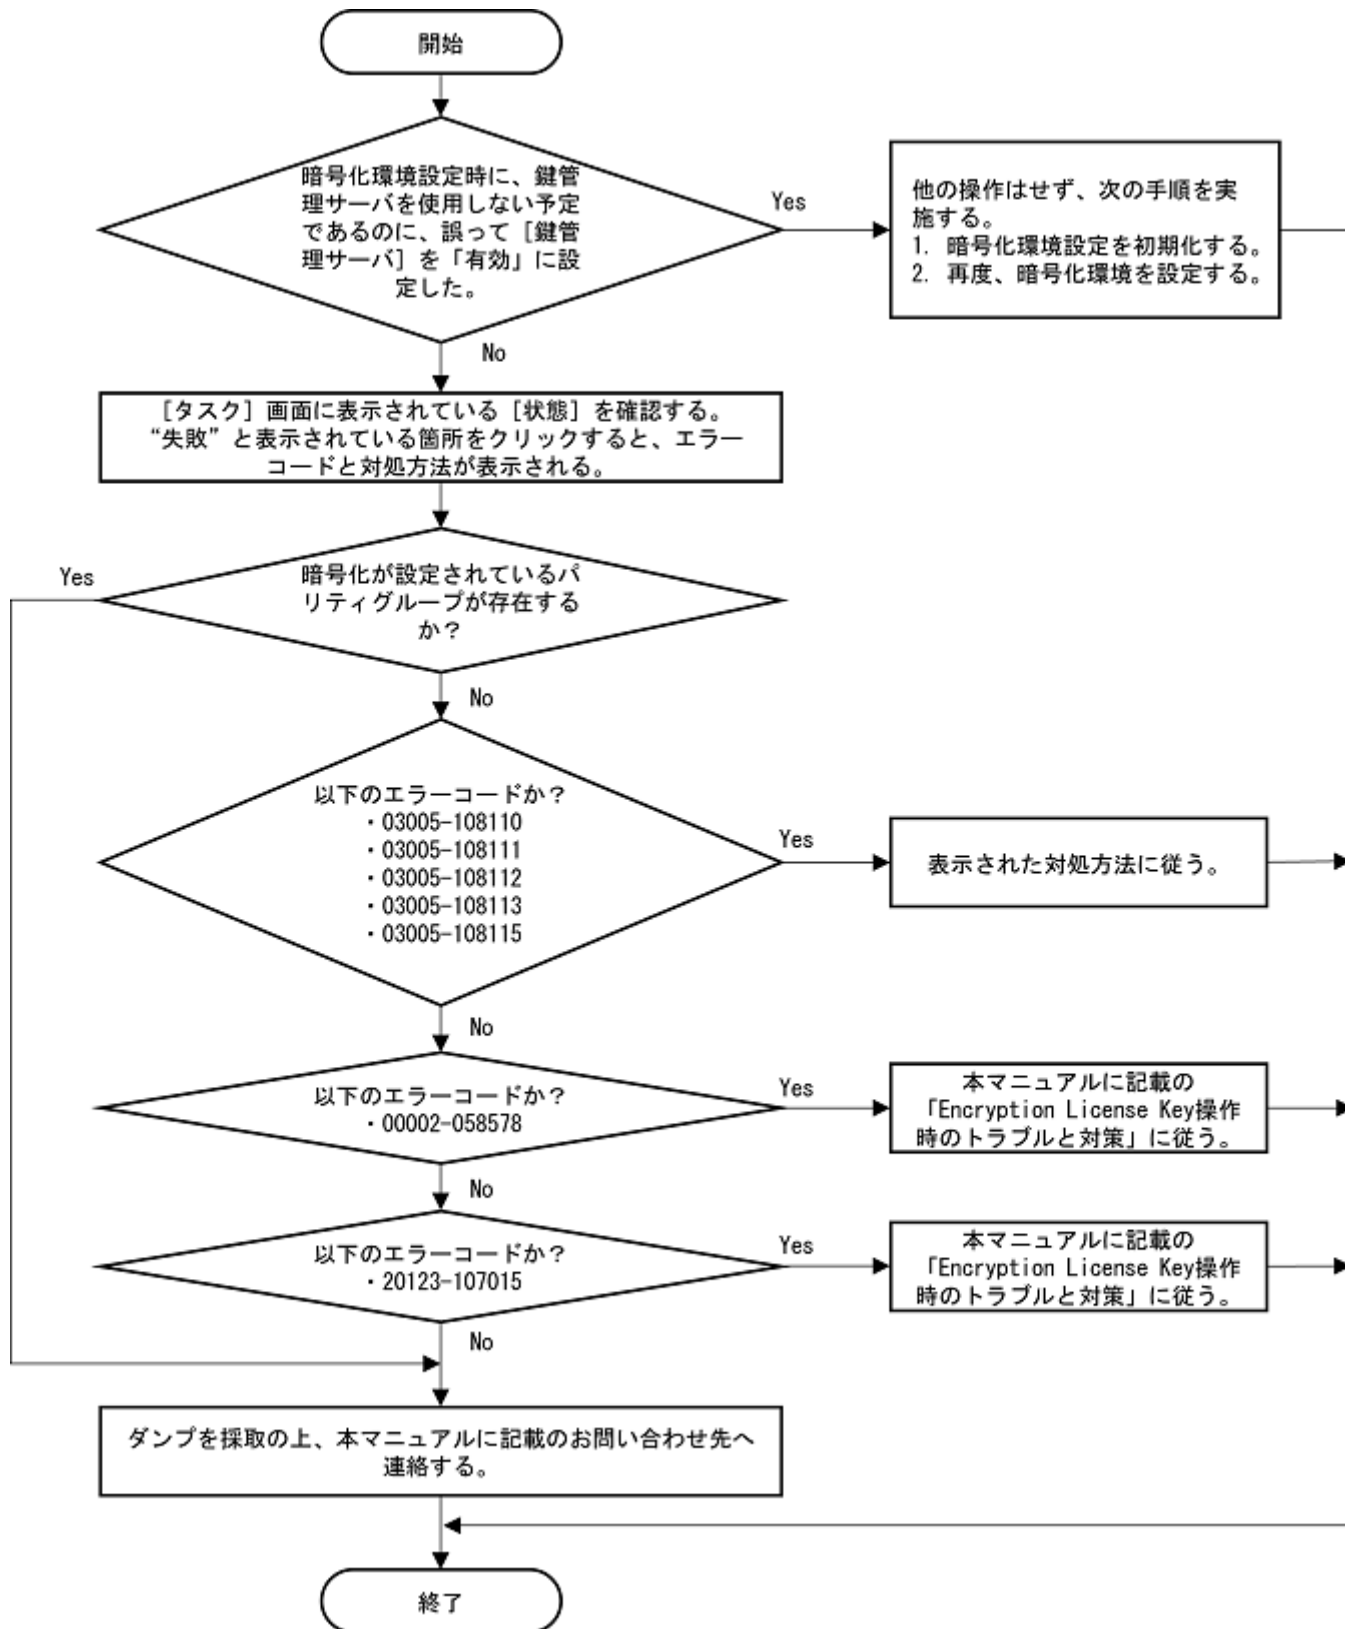 開始
暗号化環境設定時に、鍵管
理サーバを使用しない予定
であるのに、誤って［鍵管
理サーバ］を「有効」に設
定した。
Yes
他の操作はせず、次の手順を実
施する。
1. 暗号化環境設定を初期化する。
2. 再度、暗号化環境を設定する。
No
［タスク］画面に表示されている［状態］を確認する。
“失敗”と表示されている箇所をクリックすると、エラー
コードと対処方法が表示される。
Yes
暗号化が設定されているパ
リティグループが存在する
か？
No
以下のエラーコードか？
・03005-108110
・03005-108111
・03005-108112
・03005-108113
・03005-108115
Yes
表示された対処方法に従う。
No
以下のエラーコードか？
・00002-058578
Yes
本マニュアルに記載の
「Encryption License Key操作
時のトラブルと対策」に従う。
No
以下のエラーコードか？
・20123-107015
Yes
本マニュアルに記載の
「Encryption License Key操作
時のトラブルと対策」に従う。
No
ダンプを採取の上、本マニュアルに記載のお問い合わせ先へ
連絡する。
終了